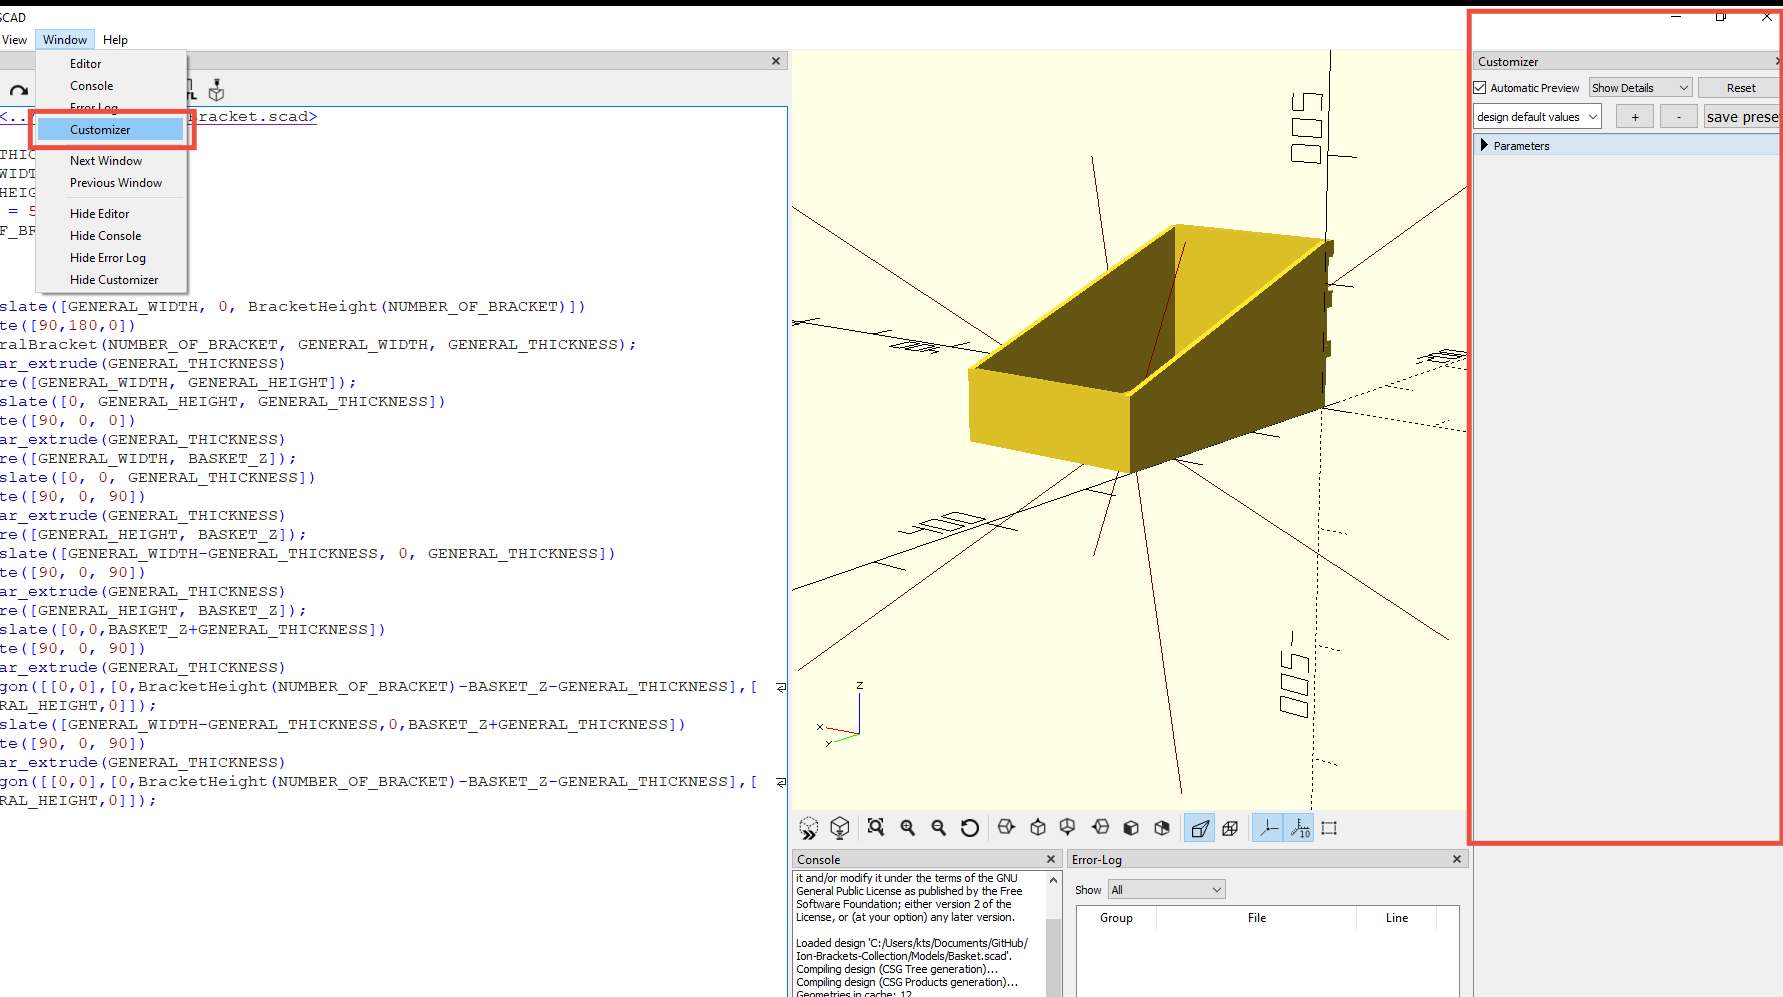 SCAD
View Window Help
Editor
Console
Error Log
Customizer
Next Window
Previous Window
Hide Editor
Hide Console
Hide Error Log
Hide Customizer
<.. Bracket.scad>
THIC
WIDT
HEIG
= 5
F_BR
slate([GENERAL_WIDTH, 0, BracketHeight(NUMBER_OF_BRACKET)])
te([90,180,0])
ralBracket(NUMBER_OF_BRACKET, GENERAL_WIDTH, GENERAL_THICKNESS);
ar_extrude(GENERAL_THICKNESS)
re([GENERAL_WIDTH, GENERAL_HEIGHT]);
slate([0, GENERAL_HEIGHT, GENERAL_THICKNESS])
te([90, 0, 0])
ar_extrude(GENERAL_THICKNESS)
re([GENERAL_WIDTH, BASKET_Z]);
slate([0, 0, GENERAL_THICKNESS])
te([90, 0, 90])
ar_extrude(GENERAL_THICKNESS)
re([GENERAL_HEIGHT, BASKET_Z]);
slate([GENERAL_WIDTH-GENERAL_THICKNESS, 0, GENERAL_THICKNESS])
te([90, 0, 90])
ar_extrude(GENERAL_THICKNESS)
re([GENERAL_HEIGHT, BASKET_Z]);
slate([0,0,BASKET_Z+GENERAL_THICKNESS])
te([90, 0, 90])
ar_extrude(GENERAL_THICKNESS)
gon([[0,0],[0,BracketHeight(NUMBER_OF_BRACKET)-BASKET_Z-GENERAL_THICKNESS],[
RAL_HEIGHT,0]]);
slate([GENERAL_WIDTH-GENERAL_THICKNESS,0,BASKET_Z+GENERAL_THICKNESS])
te([90, 0, 90])
ar_extrude(GENERAL_THICKNESS)
gon([[0,0],[0,BracketHeight(NUMBER_OF_BRACKET)-BASKET_Z-GENERAL_THICKNESS],[
RAL_HEIGHT,0]]);
500
100
-500
z
x
y
10
Console
it and/or modify it under the terms of the GNU
General Public License as published by the Free
Software Foundation; either version 2 of the
License, or (at your option) any later version.
Loaded design 'C:/Users/kts/Documents/GitHub/
Ion-Brackets-Collection/Models/Basket.scad'.
Compiling design (CSG Tree generation)...
Compiling design (CSG Products generation)...
Geometries in cache: 12
Error-Log
Show All
Group File Line
Customizer
Automatic Preview Show Details Reset
design default values + - save prese
Parameters